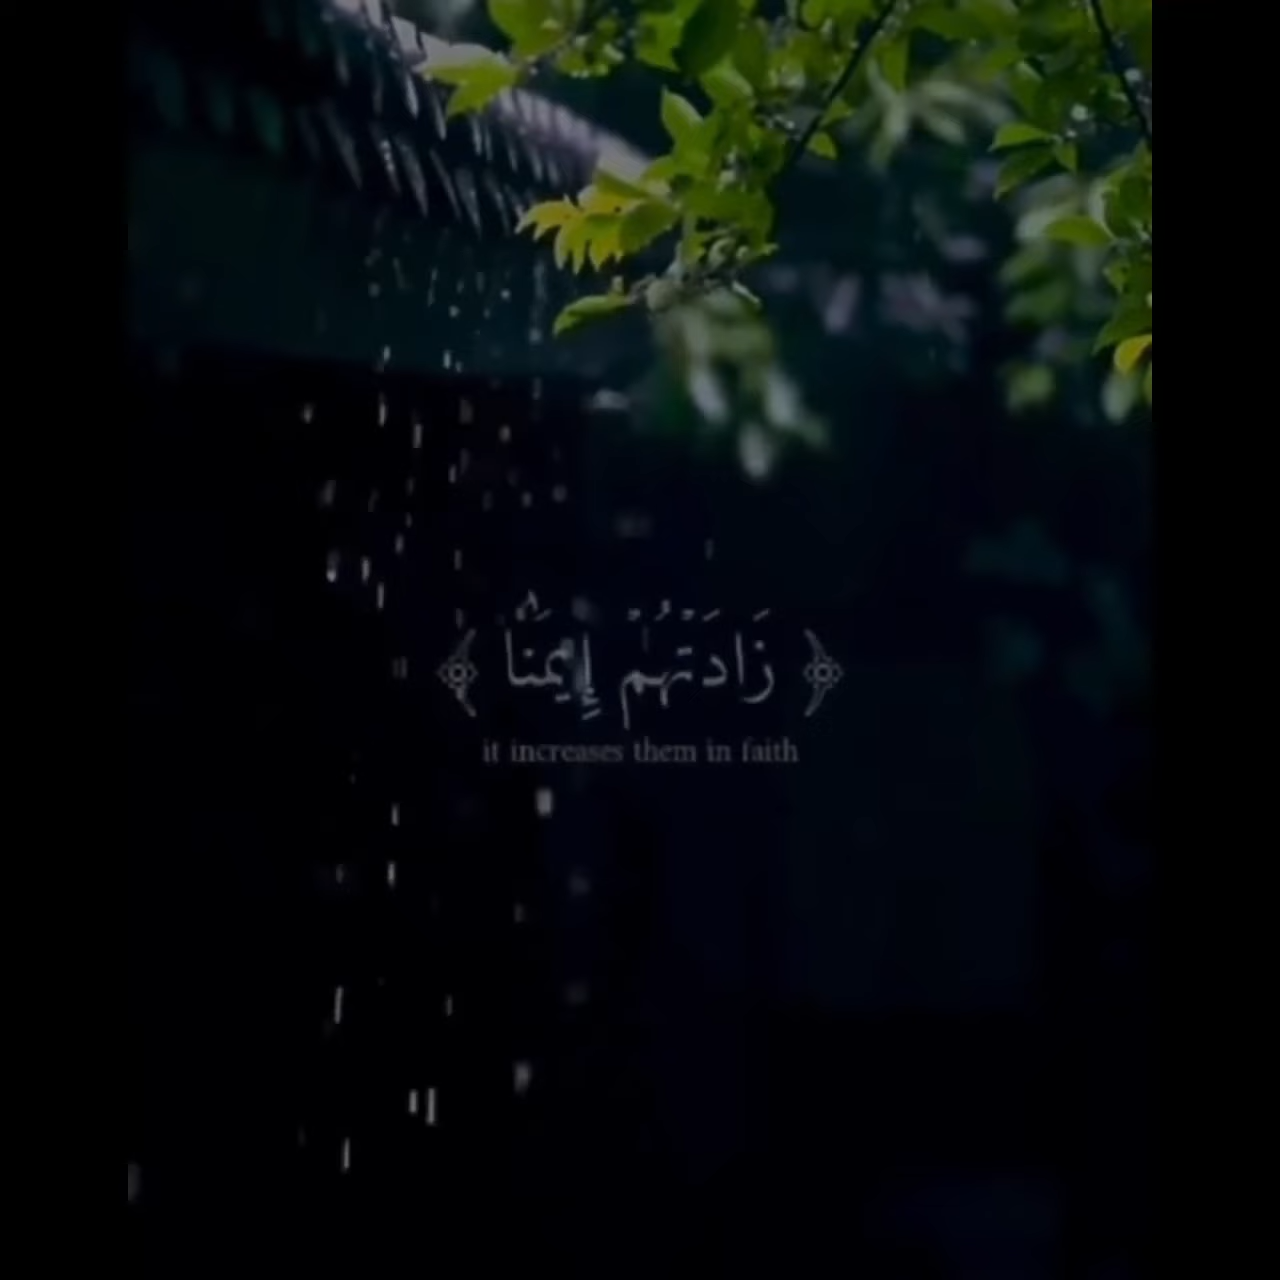 ﴿ زَادَتْهُمْ إِيمَٰنًا ﴾
it increases them in faith